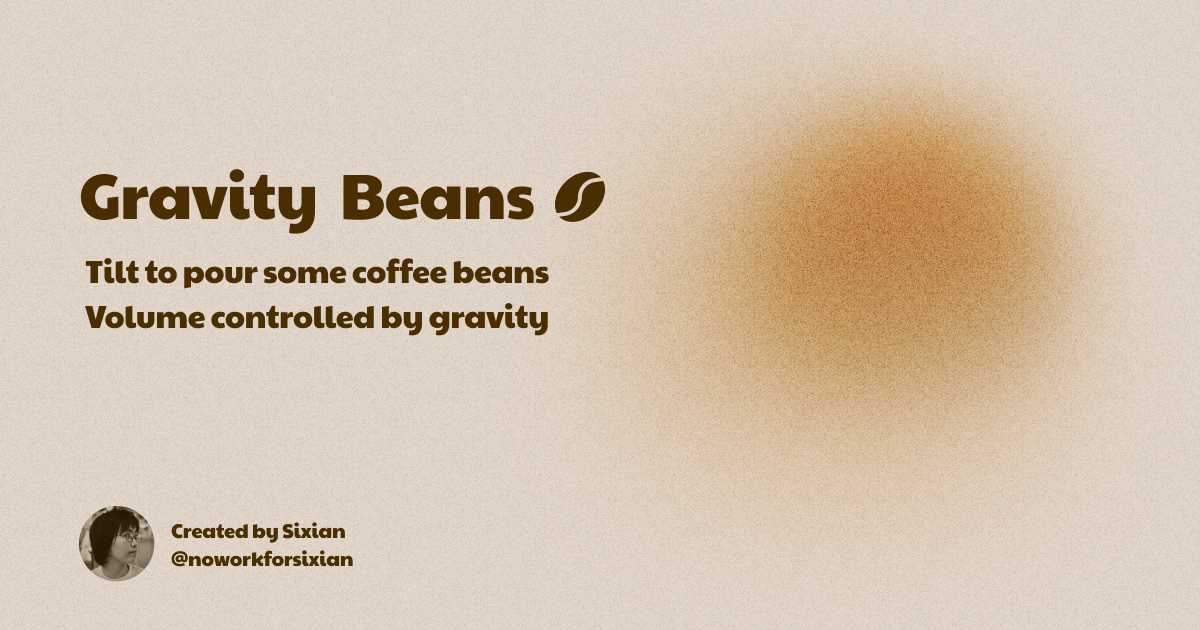 Gravity Beans
Tilt to pour some coffee beans
Volume controlled by gravity
Created by Sixian
@noworkforsixian